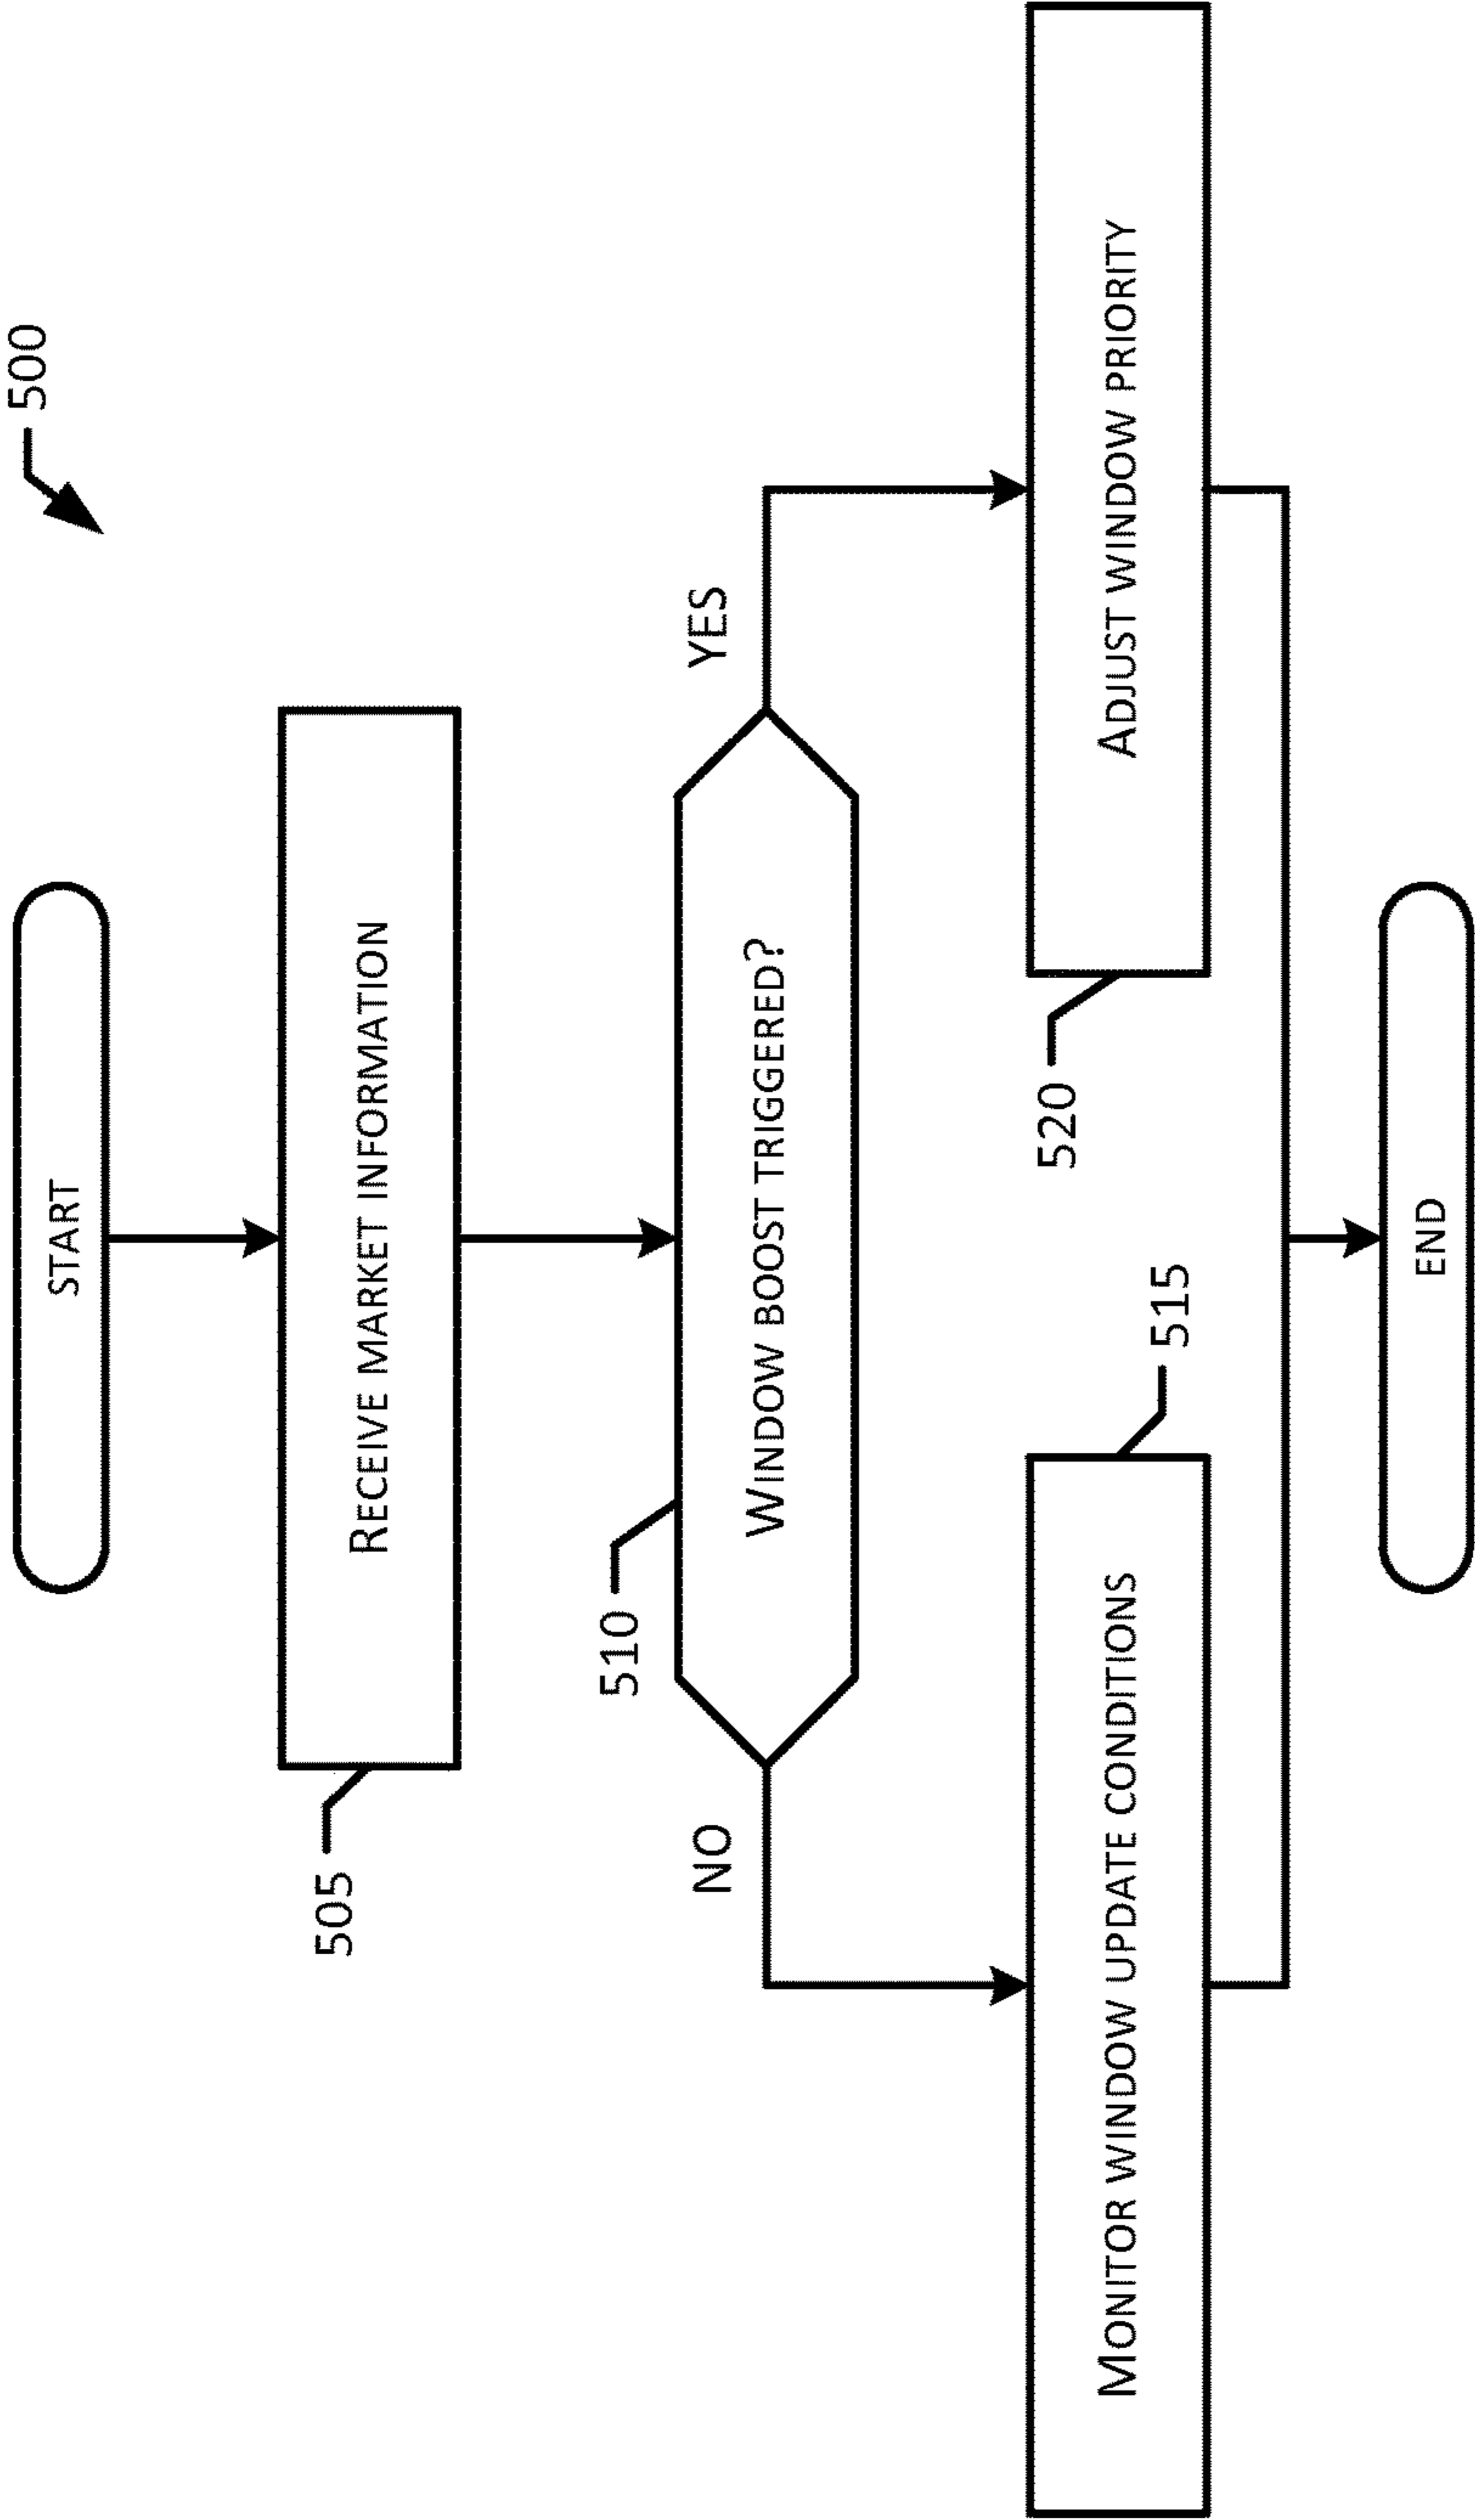 500
START
RECEIVE MARKET INFORMATION
505
510
WINDOW BOOST TRIGGERED?
NO
YES
MONITOR WINDOW UPDATE CONDITIONS
515
520
ADJUST WINDOW PRIORITY
END